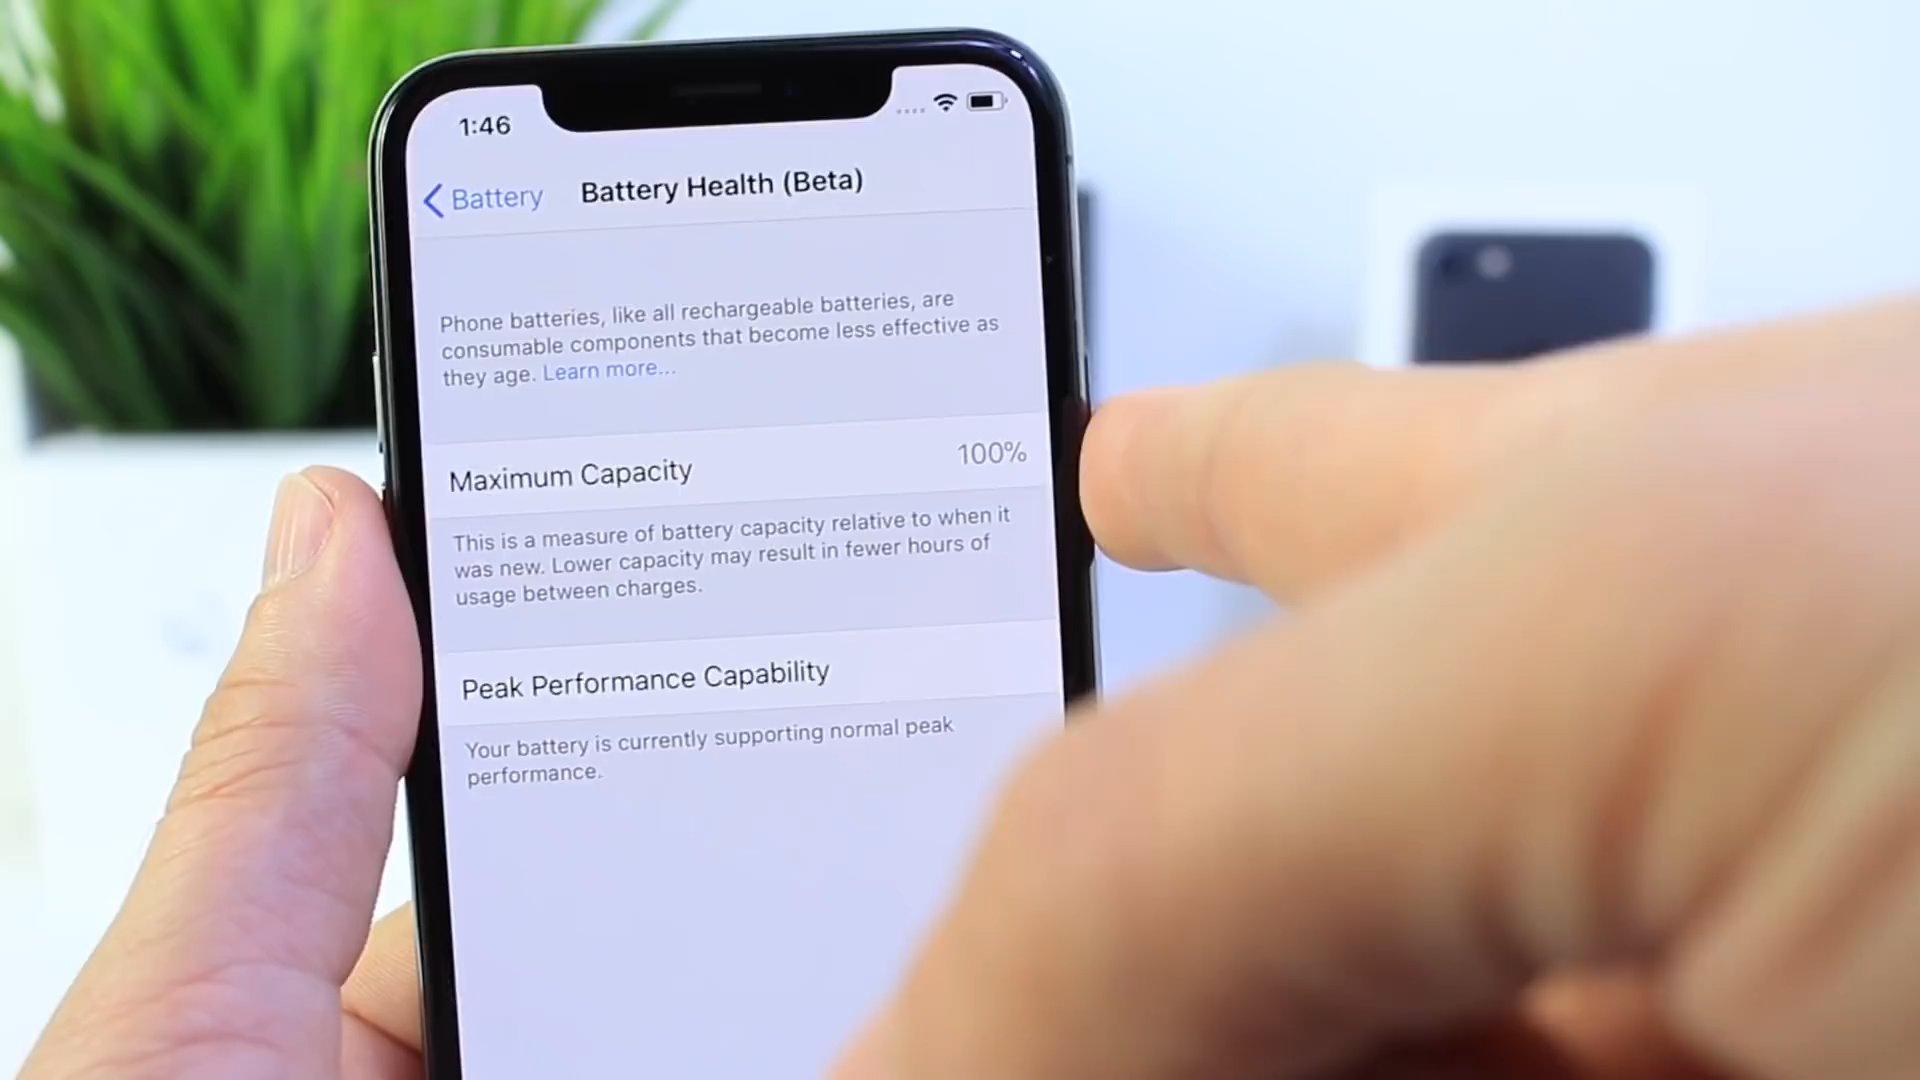 1:46
Battery
Battery Health (Beta)
Phone batteries, like all rechargeable batteries, are
consumable components that become less effective as
they age. Learn more...
Maximum Capacity
100%
This is a measure of battery capacity relative to when it
was new. Lower capacity may result in fewer hours of
usage between charges.
Peak Performance Capability
Your battery is currently supporting normal peak
performance.